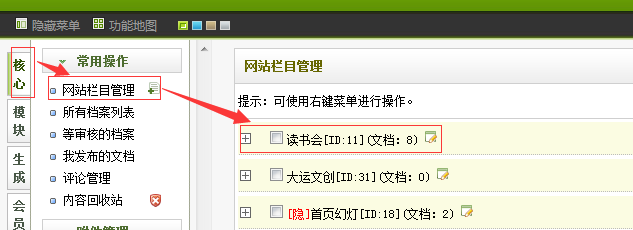 隐藏菜单 功能地图
核心
模块
生成
会员
常用操作
网站栏目管理
所有档案列表
等审核的档案
我发布的文档
评论管理
内容回收站
网站栏目管理
提示：可使用右键菜单进行操作。
读书会[ID:11](文档：8)
大运文创[ID:31](文档：0)
[隐]首页幻灯[ID:18](文档：2)